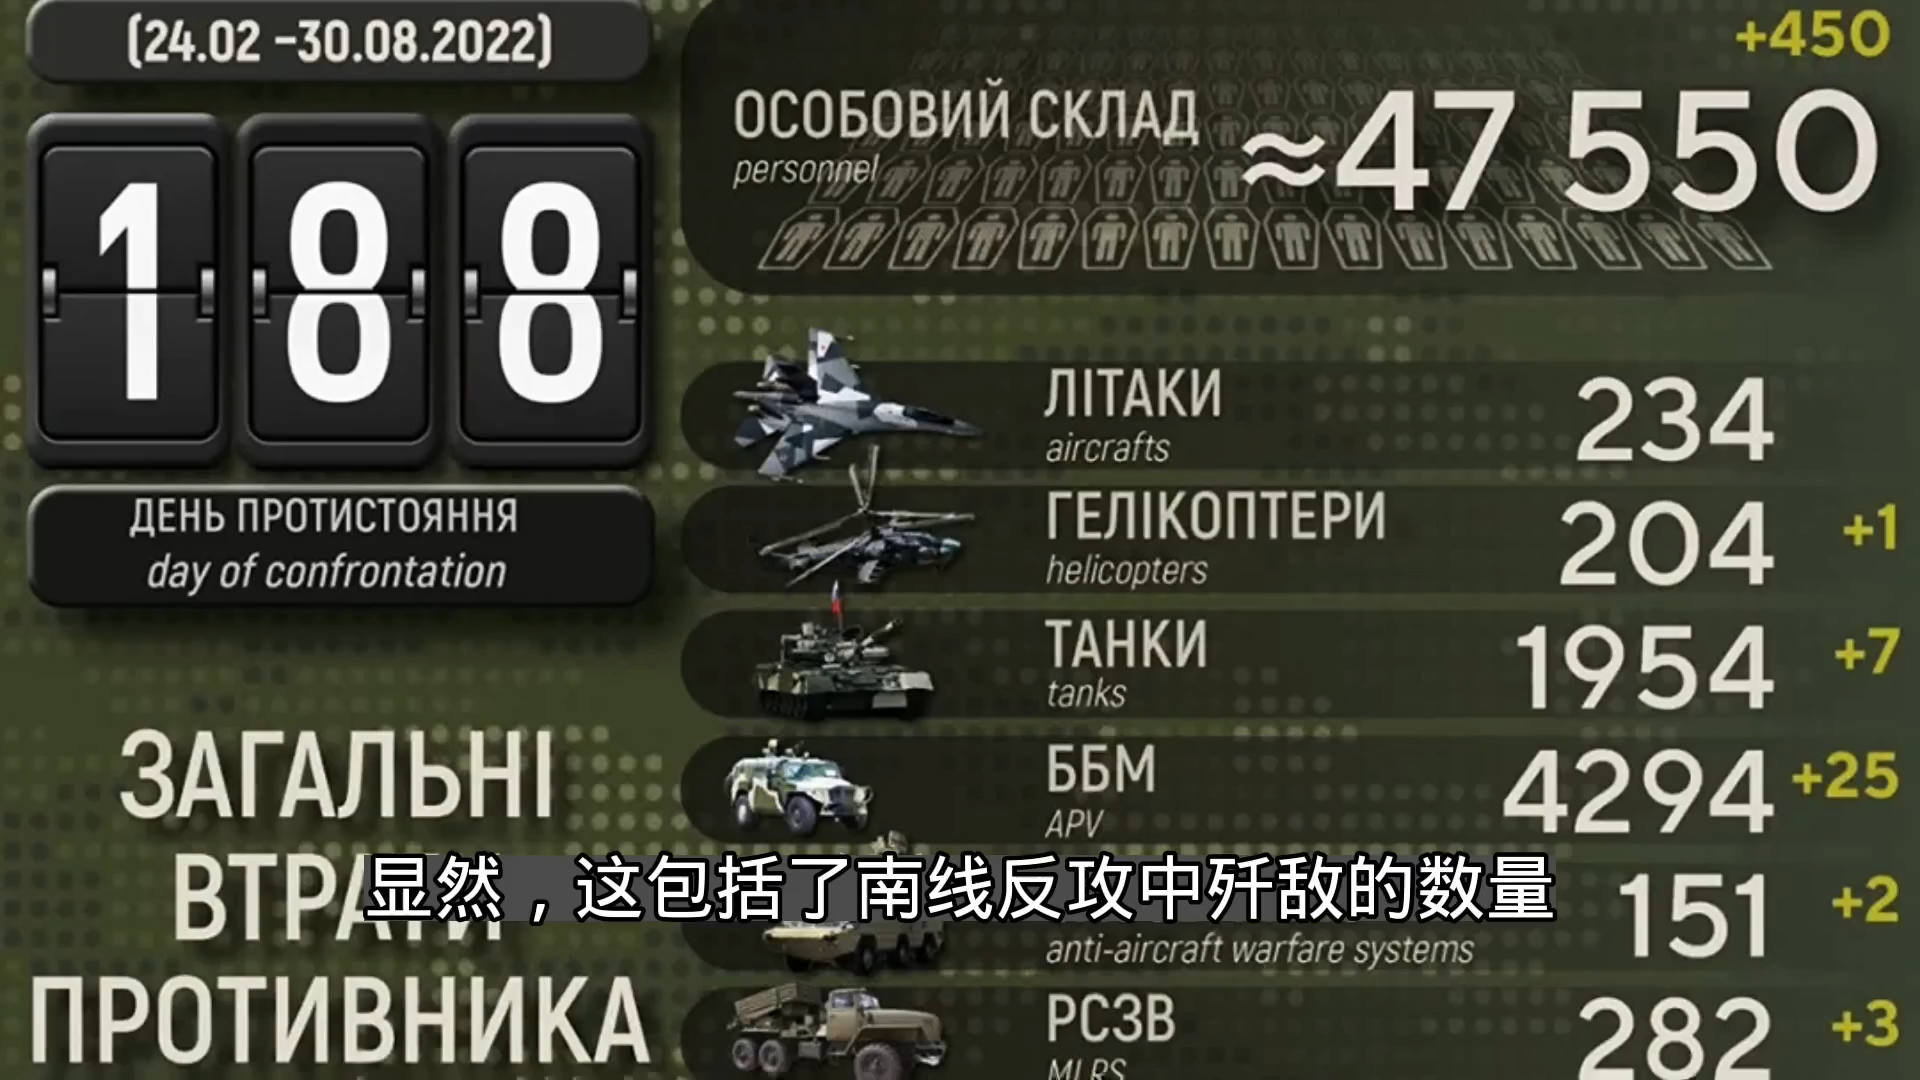 (24.02 –30.08.2022)
188
ДЕНЬ ПРОТИСТОЯННЯ
day of confrontation
ЗАГАЛЬНІ
ВТРАТИ
ПРОТИВНИКА
+450
ОСОБОВИЙ СКЛАД
personnel
≈47 550
ЛІТАКИ
aircrafts
234
ГЕЛІКОПТЕРИ
helicopters
204 +1
ТАНКИ
tanks
1954 +7
ББМ
APV
4294 +25
显然，这包括了南线反攻中歼敌的数量
anti-aircraft warfare systems
151 +2
РСЗВ
MLRS
282 +3